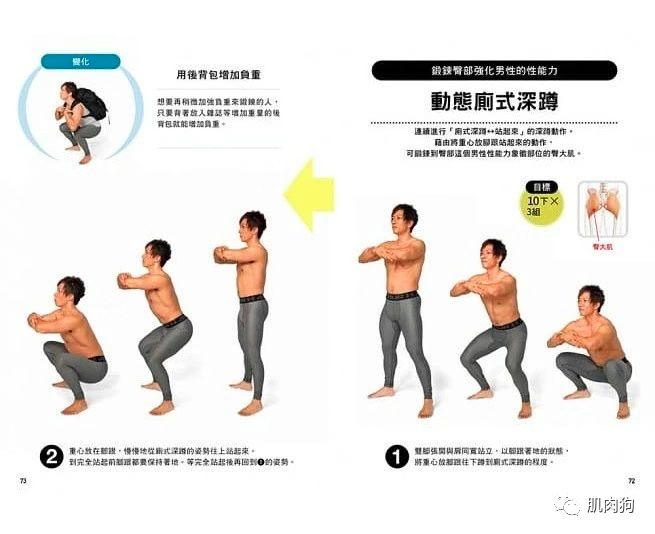 鍛鍊臀部強化男性的性能力
動態廁式深蹲
連續進行「廁式深蹲↔站起來」的深蹲動作。
藉由將重心放腳跟站起來的動作，
可鍛鍊到臀部這個男性性能力象徵部位的臀大肌。
目標
10下×
3組
臀大肌
1
雙腳張開與肩同寬站立，以腳跟著地的狀態，
將重心放腳跟往下蹲到廁式深蹲的程度。
72
變化
用後背包增加負重
想要再稍微加強負重來鍛鍊的人，
只要背著放入雜誌等增加重量的後
背包就能增加負重。
2
重心放在腳跟，慢慢地從廁式深蹲的姿勢往上站起來。
到完全站起前腳跟都要保持著地。等完全站起後再回到❶的姿勢。
73
肌肉狗